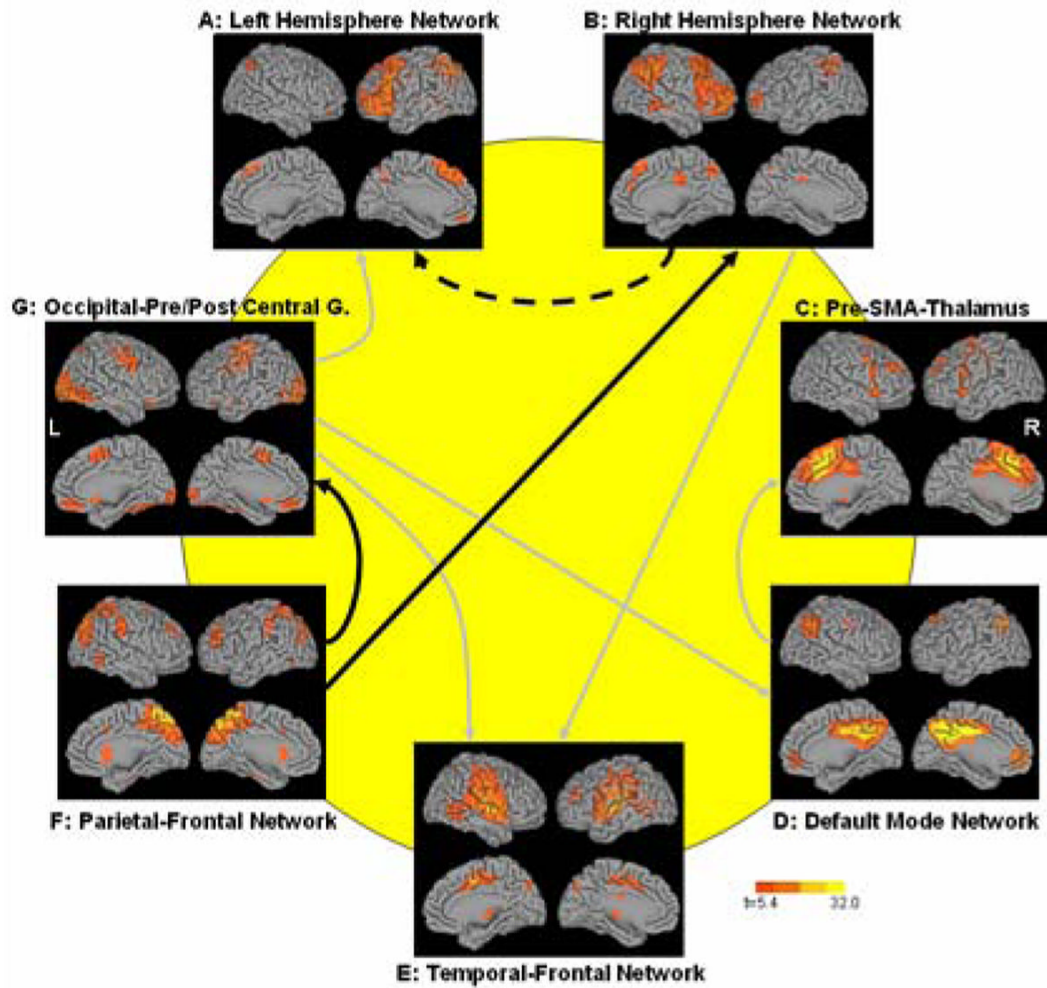 A: Left Hemisphere Network
B: Right Hemisphere Network
G: Occipital-Pre/Post Central G.
C: Pre-SMA-Thalamus
L
R
F: Parietal-Frontal Network
D: Default Mode Network
t=5.4 32.0
E: Temporal-Frontal Network